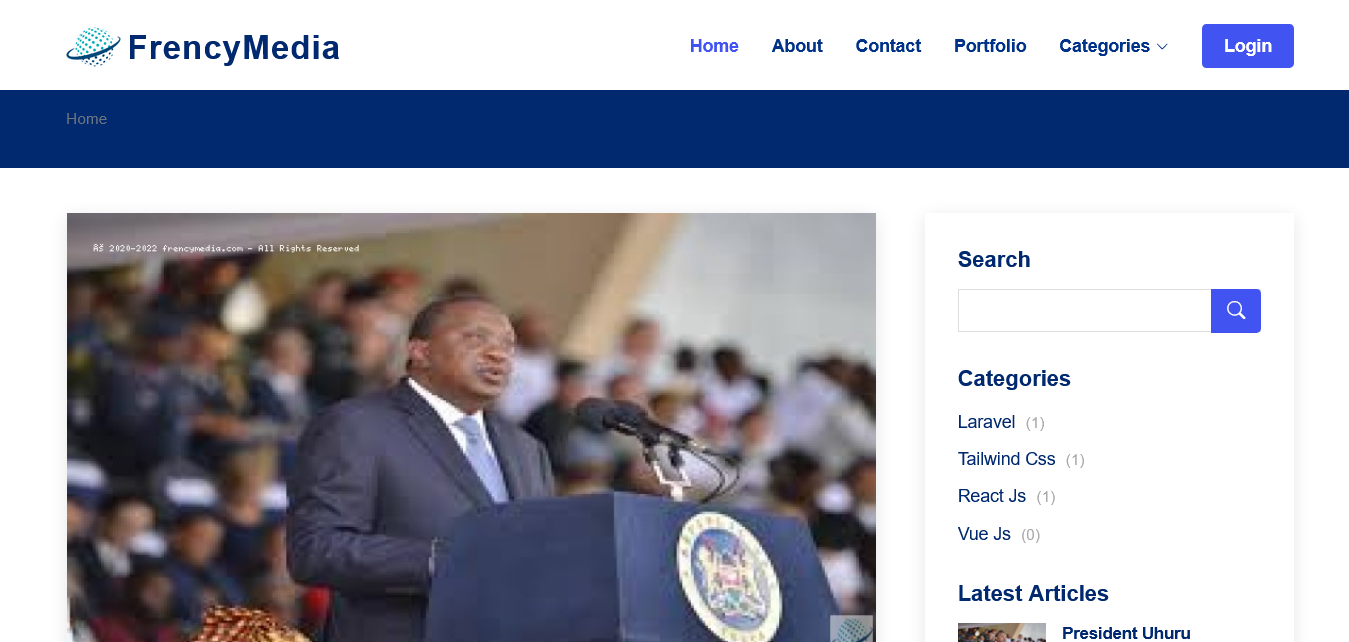 FrencyMedia
Home About Contact Portfolio Categories Login
Home
Â© 2020-2022 frencymedia.com - All Rights Reserved
Search
Categories
Laravel (1)
Tailwind Css (1)
React Js (1)
Vue Js (0)
Latest Articles
President Uhuru